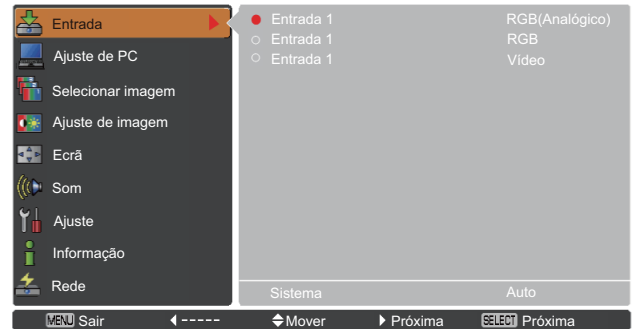 Entrada
Ajuste de PC
Selecionar imagem
Ajuste de imagem
Ecrã
Som
Ajuste
Informação
Rede
Entrada 1 RGB(Analógico)
Entrada 1 RGB
Entrada 1 Vídeo
Sistema Auto
MENU Sair ----- Mover Próxima SELECT Próxima